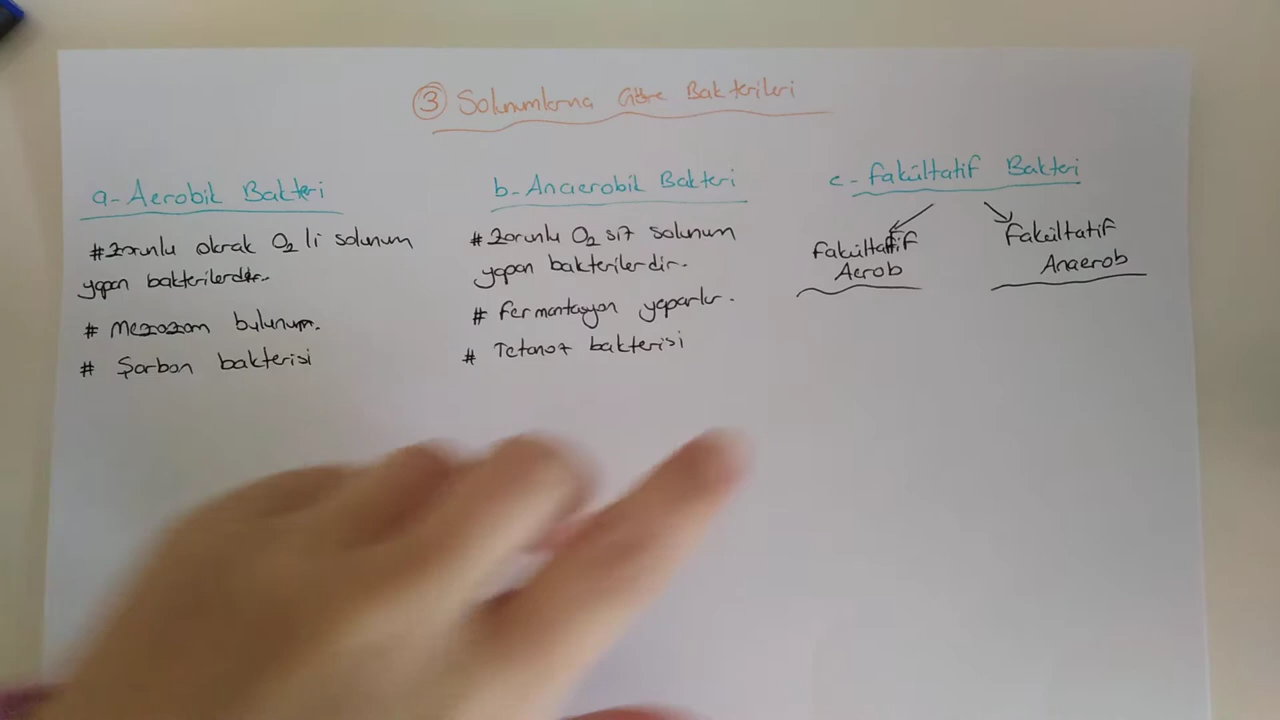 ③ Solunumlarına Göre Bakterileri
a- Aerobik Bakteri
#Zorunlu olarak O₂ li solunum
yapan bakterilerdir.
# Mezozom bulunur.
# Şarbon bakterisi
b- Anaerobik Bakteri
# Zorunlu O₂ siz solunum
yapan bakterilerdir.
# Fermantasyon yaparlar.
# Tetanoz bakterisi
c- Fakültatif Bakteri
Fakültatif
Aerob
Fakültatif
Anaerob